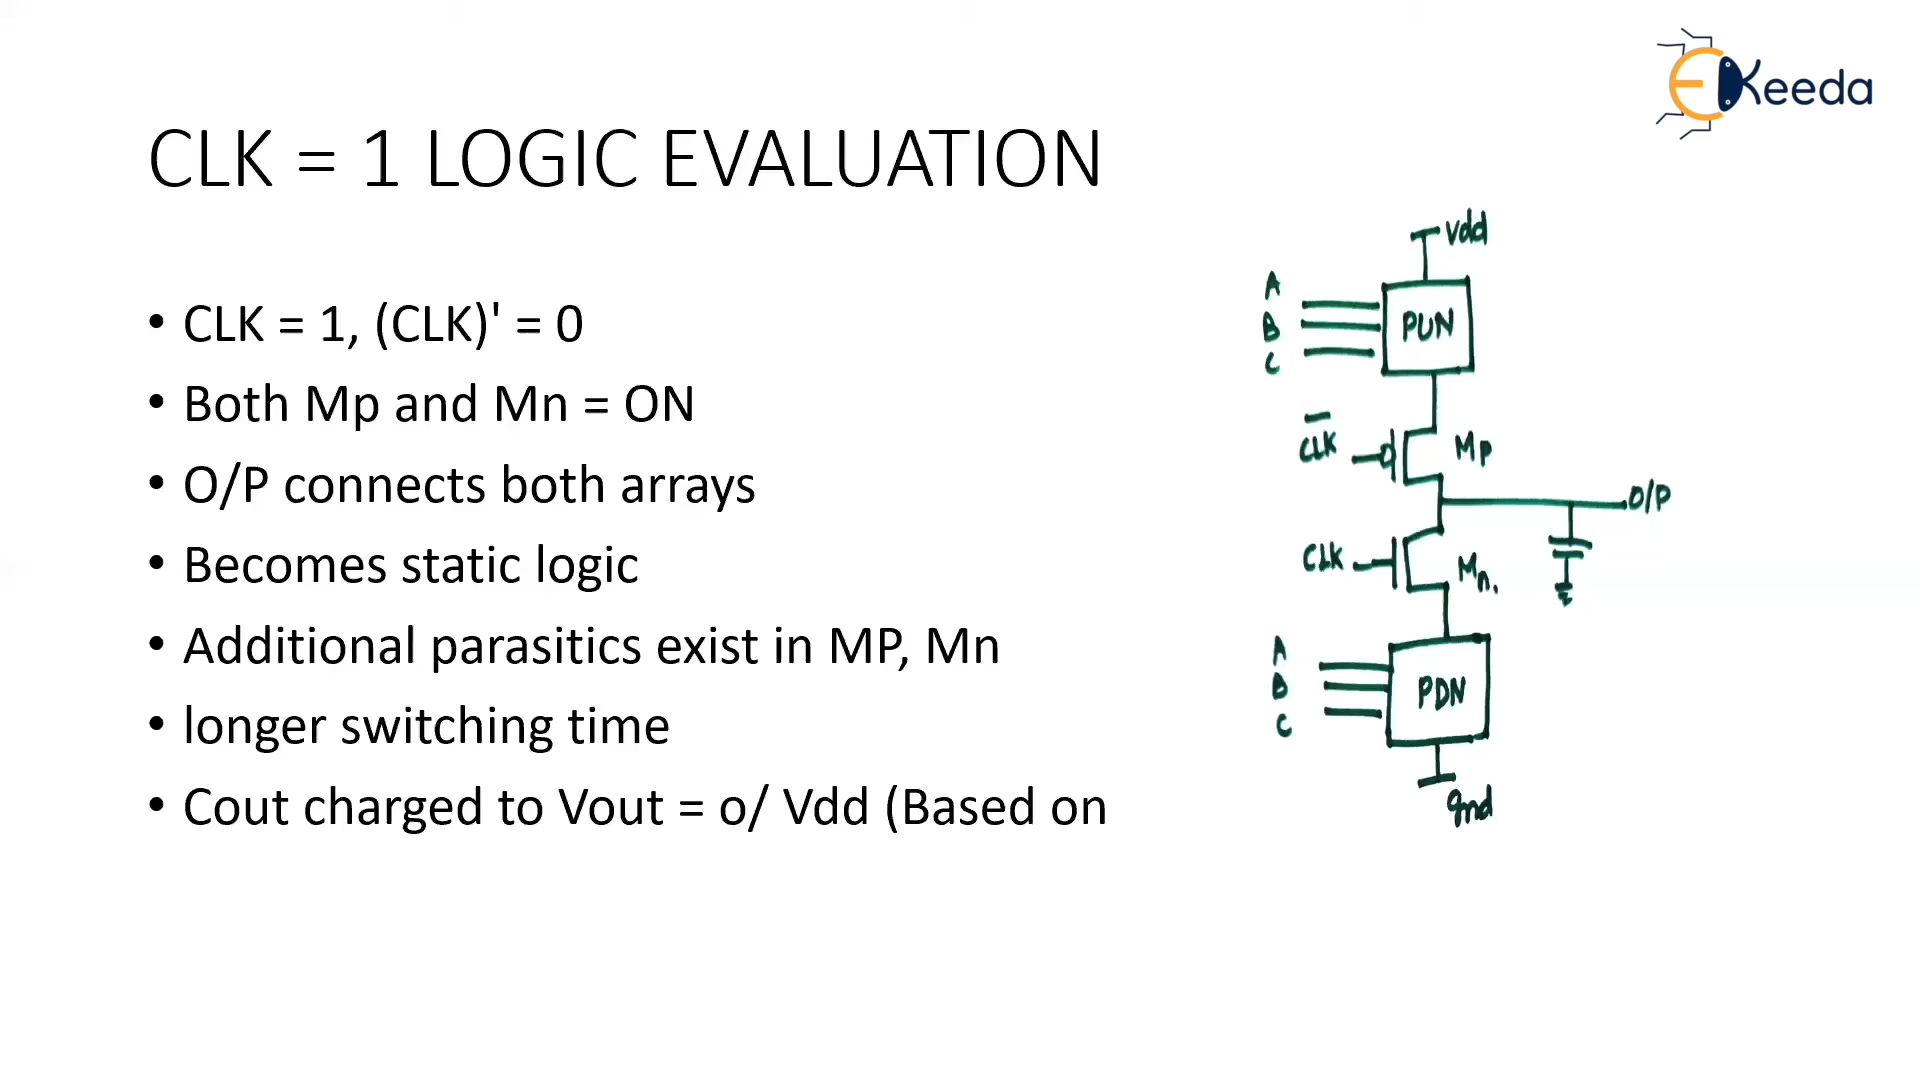 Keeda
CLK = 1 LOGIC EVALUATION
• CLK = 1, (CLK)' = 0
• Both Mp and Mn = ON
• O/P connects both arrays
• Becomes static logic
• Additional parasitics exist in MP, Mn
• longer switching time
• Cout charged to Vout = o/ Vdd (Based on
Vdd
A
B
C
PUN
CLK
Mp
O/P
CLK
Mn.
A
B
C
PDN
gnd